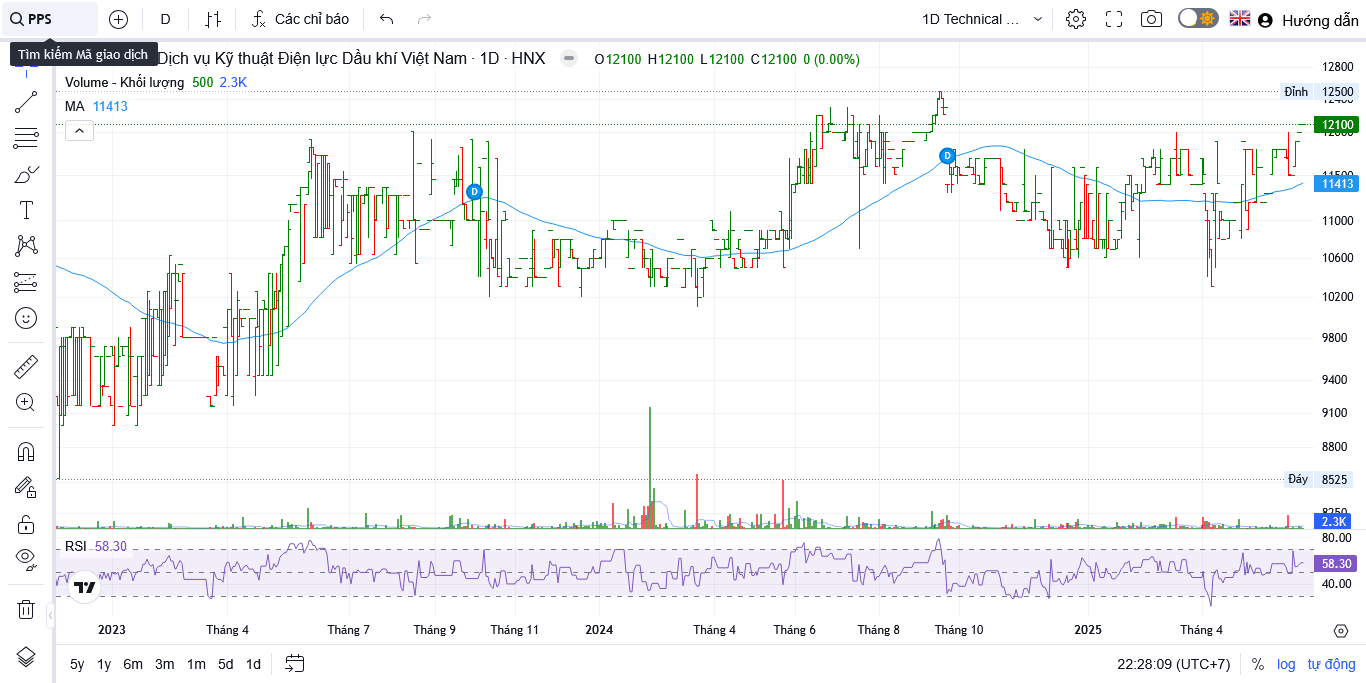 PPS
D
Các chỉ báo
1D Technical ...
Hướng dẫn
Tìm kiếm Mã giao dịch
Dịch vụ Kỹ thuật Điện lực Dầu khí Việt Nam · 1D · HNX
O12100 H12100 L12100 C12100 0 (0.00%)
Volume - Khối lượng 500 2.3K
MA 11413
12800
Đỉnh 12500
12400
12100
12000
11500
11413
11000
10600
10200
9800
9400
9100
8800
Đáy 8525
8250
2.3K
D
D
RSI 58.30
80.00
58.30
40.00
2023 Tháng 4 Tháng 7 Tháng 9 Tháng 11 2024 Tháng 4 Tháng 6 Tháng 8 Tháng 10 2025 Tháng 4
5y 1y 6m 3m 1m 5d 1d
22:28:09 (UTC+7) % log tự động